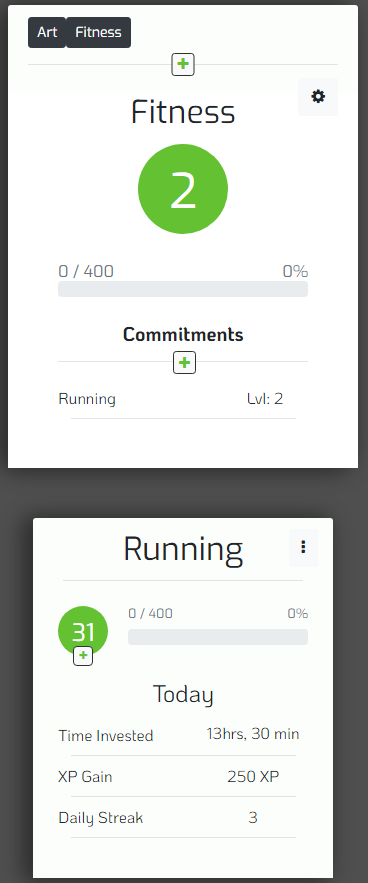 Art Fitness
Fitness
2
0 / 400 0%
Commitments
Running Lvl: 2
Running
31
0 / 400 0%
Today
Time Invested 13hrs, 30 min
XP Gain 250 XP
Daily Streak 3